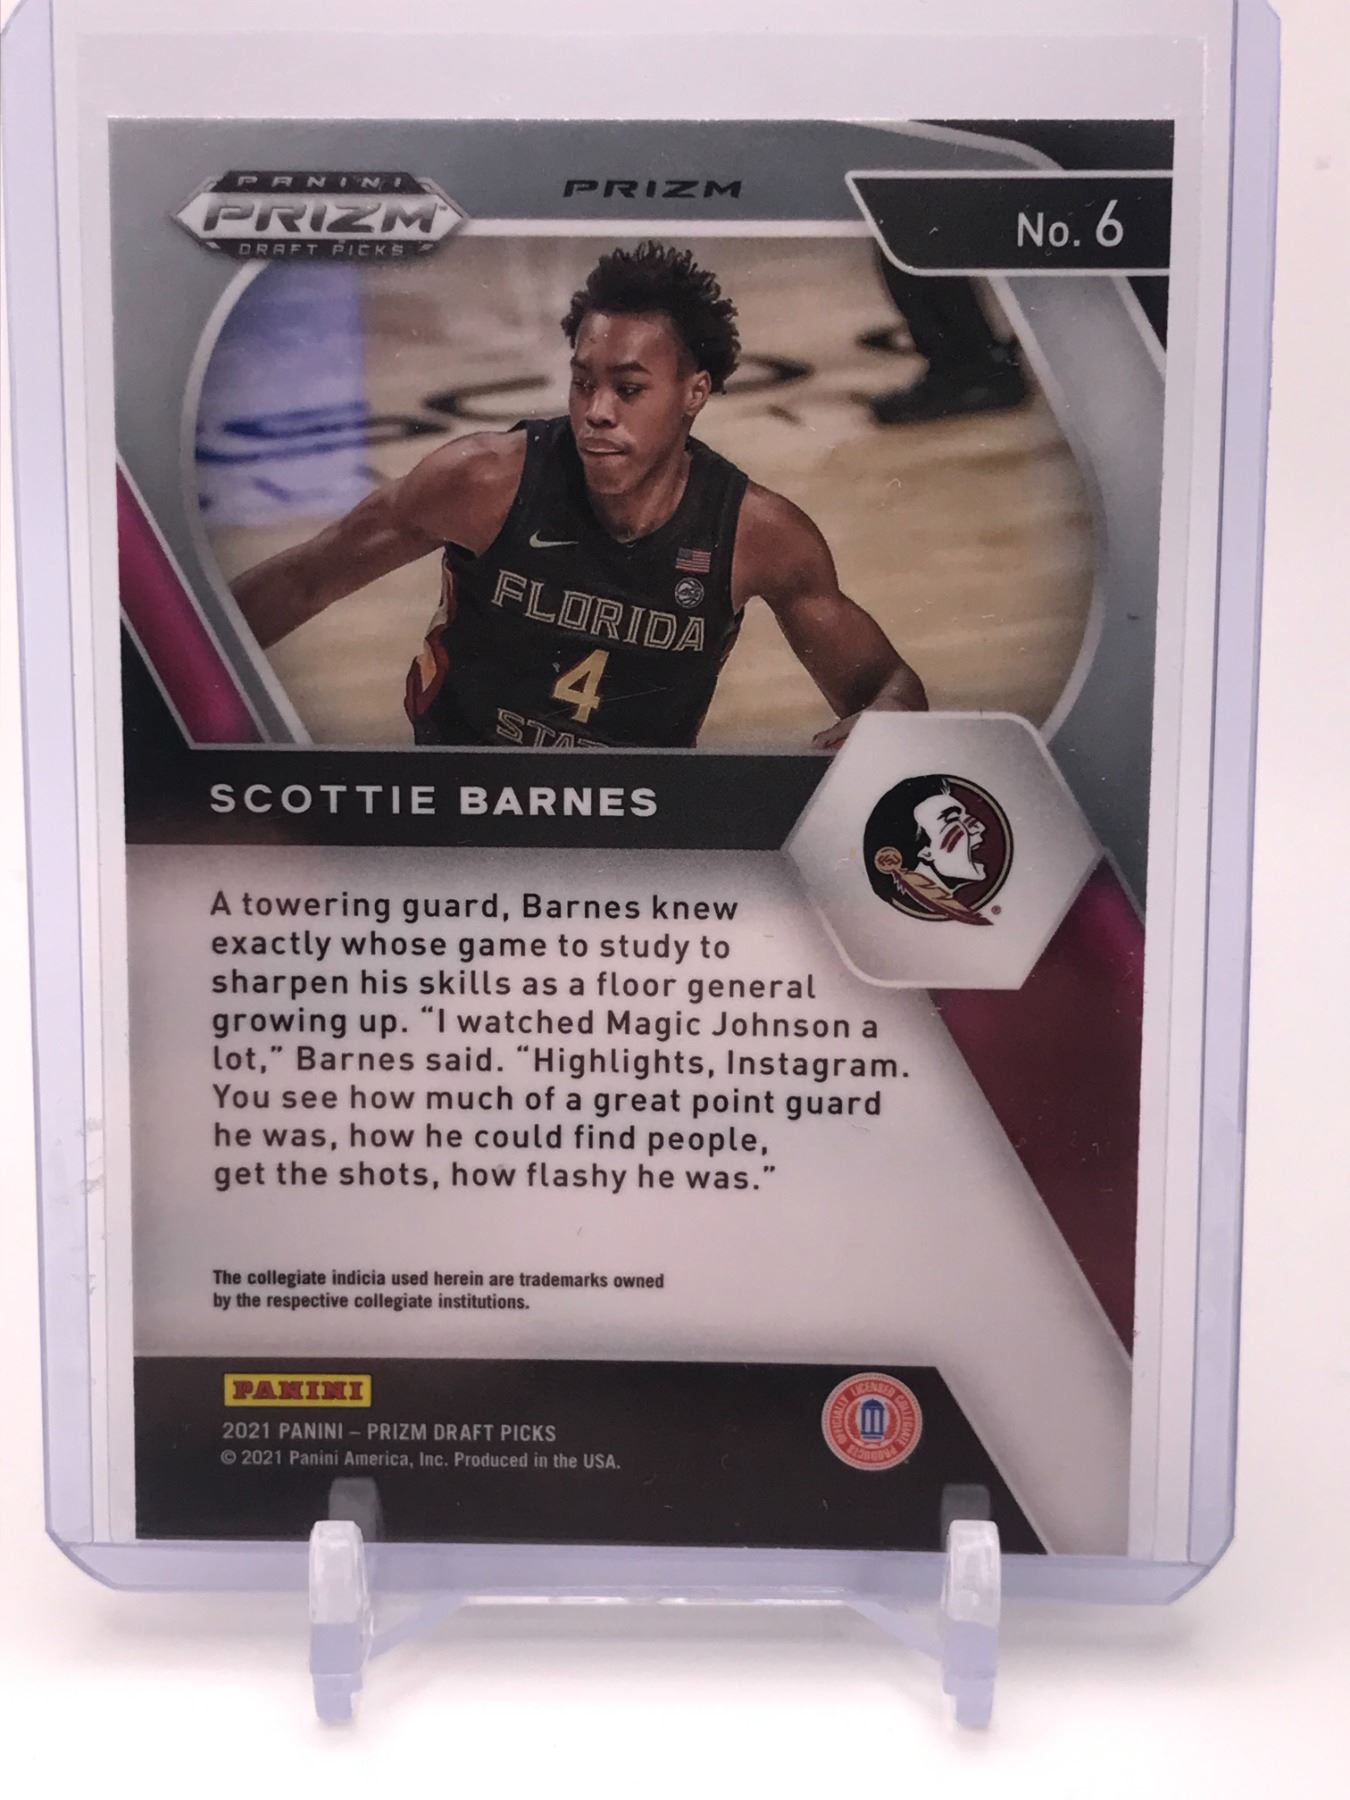 PANINI
PRIZM
DRAFT PICKS
PRIZM
No. 6
FLORIDA
4
SCOTTIE BARNES
A towering guard, Barnes knew
exactly whose game to study to
sharpen his skills as a floor general
growing up. “I watched Magic Johnson a
lot,” Barnes said. “Highlights, Instagram.
You see how much of a great point guard
he was, how he could find people,
get the shots, how flashy he was.”
The collegiate indicia used herein are trademarks owned
by the respective collegiate institutions.
PANINI
2021 PANINI – PRIZM DRAFT PICKS
© 2021 Panini America, Inc. Produced in the USA.
OFFICIALLY LICENSED COLLEGIATE PRODUCTS